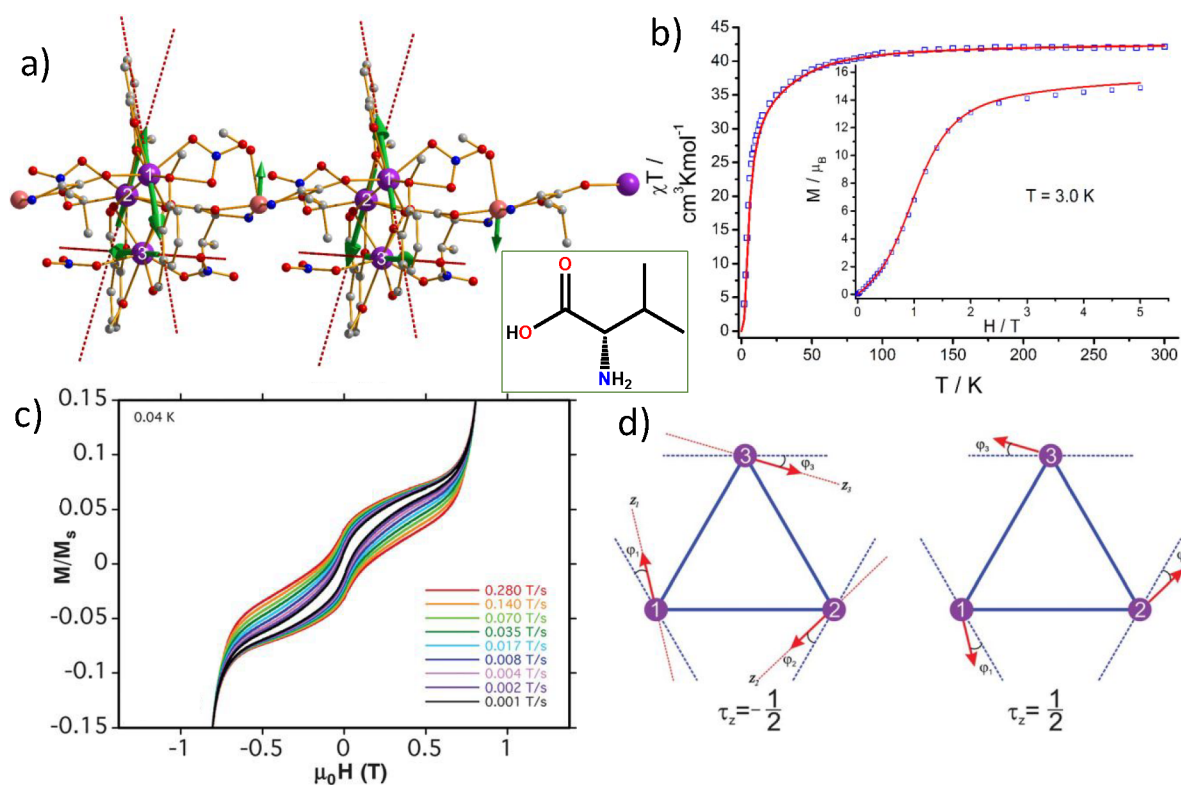 a)
1
2
3
1
2
3
O
HO
NH2
b)
χT /
cm3Kmol-1
45
40
35
30
25
20
15
10
5
0
0 50 100 150 200 250 300
T / K
M / μB
16
14
12
10
8
6
4
2
0
0 1 2 3 4 5
H / T
T = 3.0 K
c)
0.04 K
M/Ms
0.15
0.1
0.05
0
-0.05
-0.1
-0.15
-1 -0.5 0 0.5 1
μ0H (T)
0.280 T/s
0.140 T/s
0.070 T/s
0.035 T/s
0.017 T/s
0.008 T/s
0.004 T/s
0.002 T/s
0.001 T/s
d)
3
φ3
z3
z1
φ1
1
2
φ2
z2
τz=-1/2
φ3
3
1
φ1
2
φ
τz= 1/2